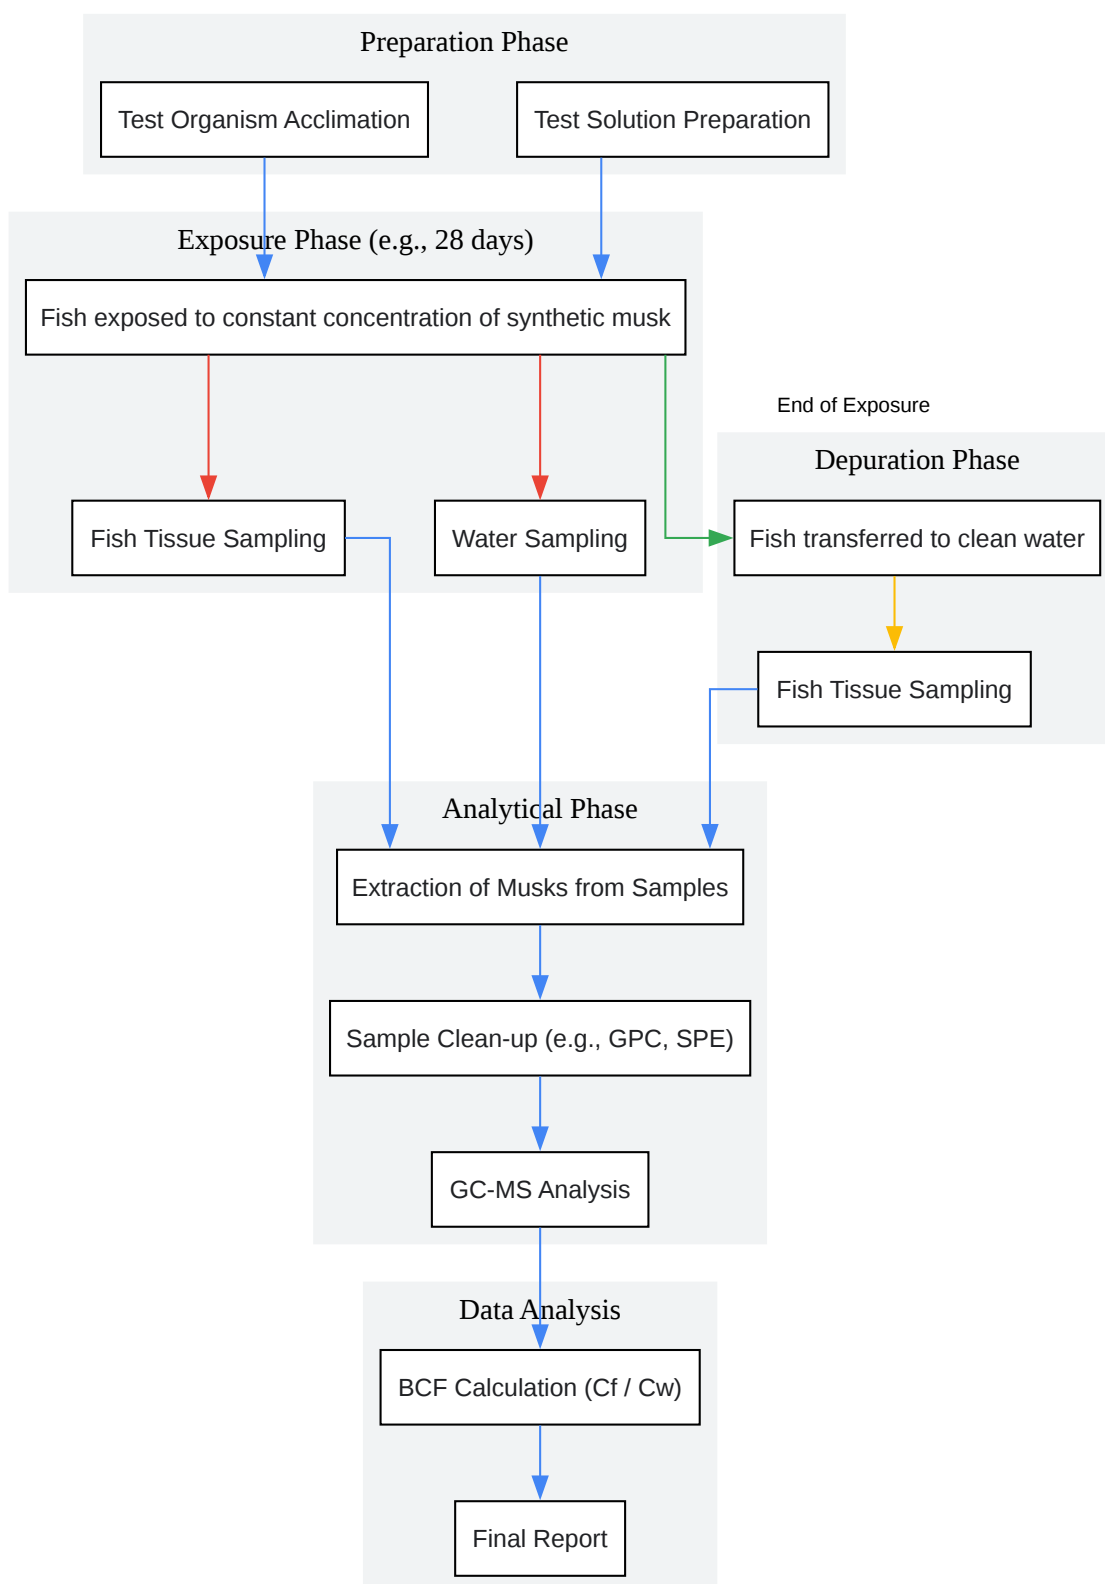 Preparation Phase
Test Organism Acclimation
Test Solution Preparation
Exposure Phase (e.g., 28 days)
Fish exposed to constant concentration of synthetic musk
End of Exposure
Depuration Phase
Fish Tissue Sampling
Water Sampling
Fish transferred to clean water
Fish Tissue Sampling
Analytical Phase
Extraction of Musks from Samples
Sample Clean-up (e.g., GPC, SPE)
GC-MS Analysis
Data Analysis
BCF Calculation (Cf / Cw)
Final Report